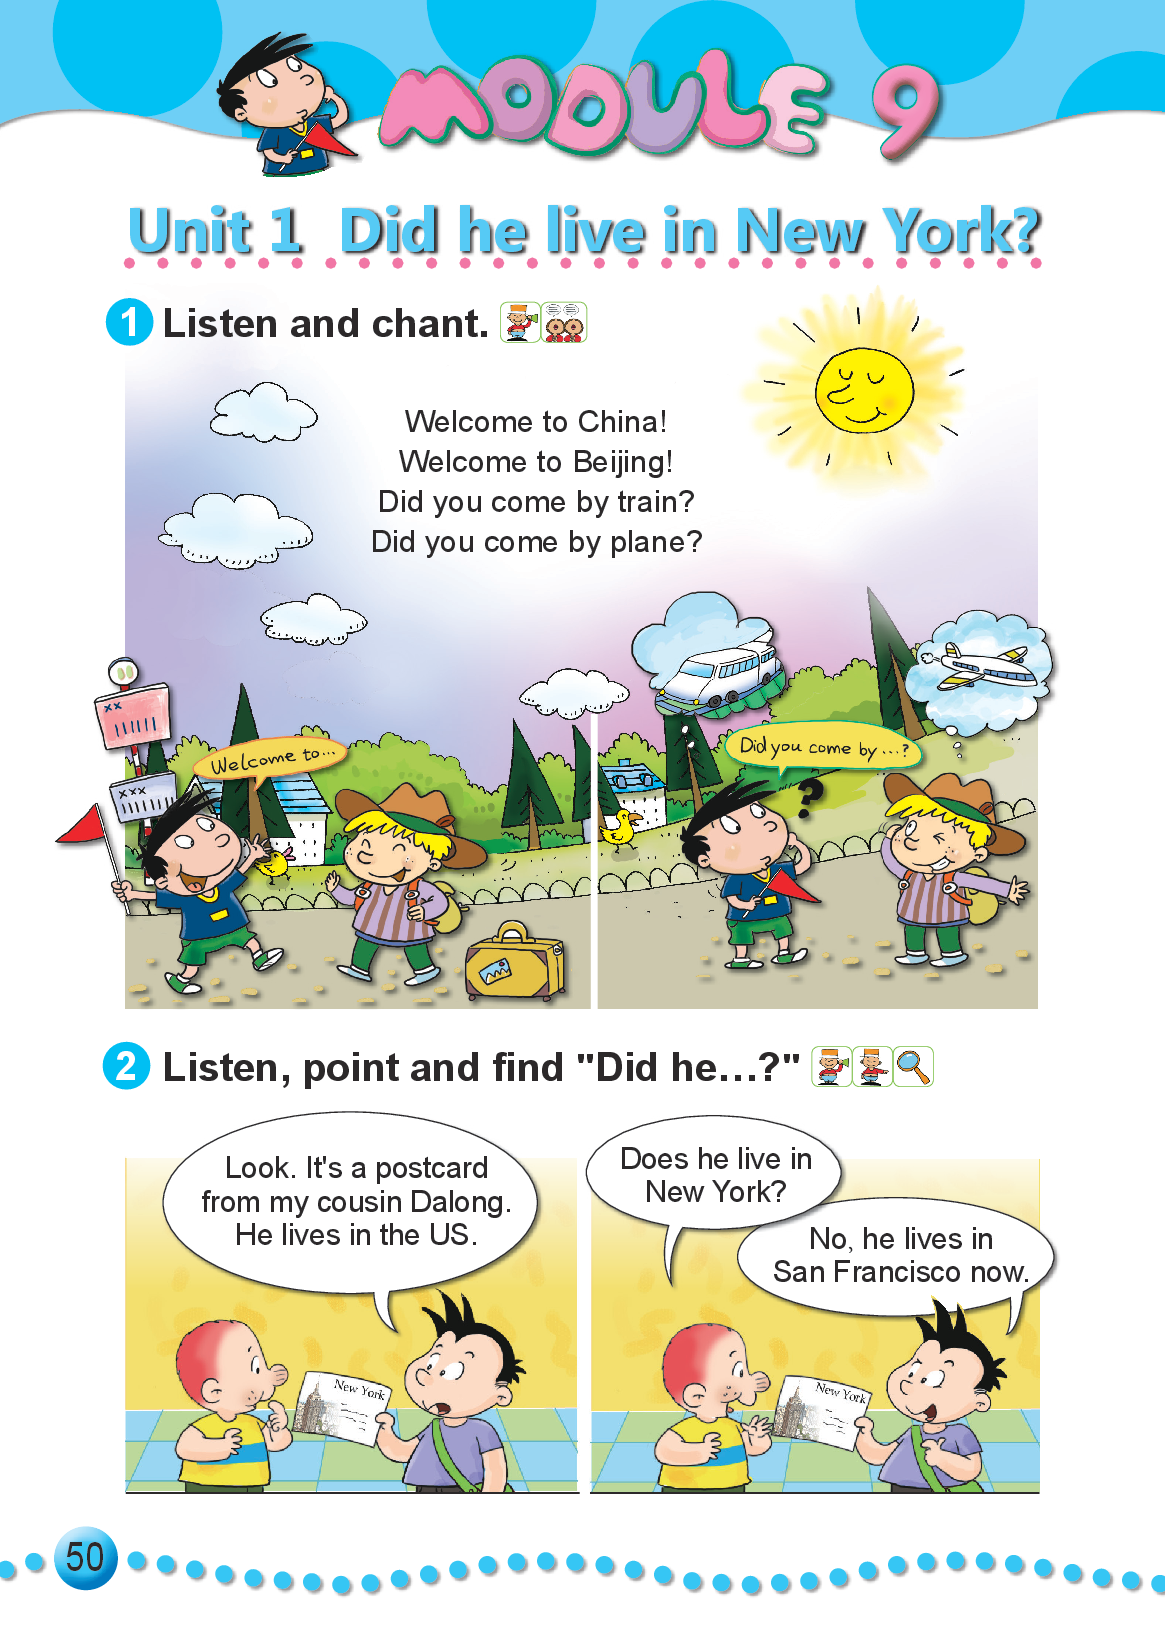 MODULE 9
Unit 1 Did he live in New York?
1 Listen and chant.
Welcome to China!
Welcome to Beijing!
Did you come by train?
Did you come by plane?
xx
xxx
Welcome to...
Did you come by ...?
?
2 Listen, point and find "Did he...?"
Look. It's a postcard
from my cousin Dalong.
He lives in the US.
New York
Does he live in
New York?
No, he lives in
San Francisco now.
New York
50